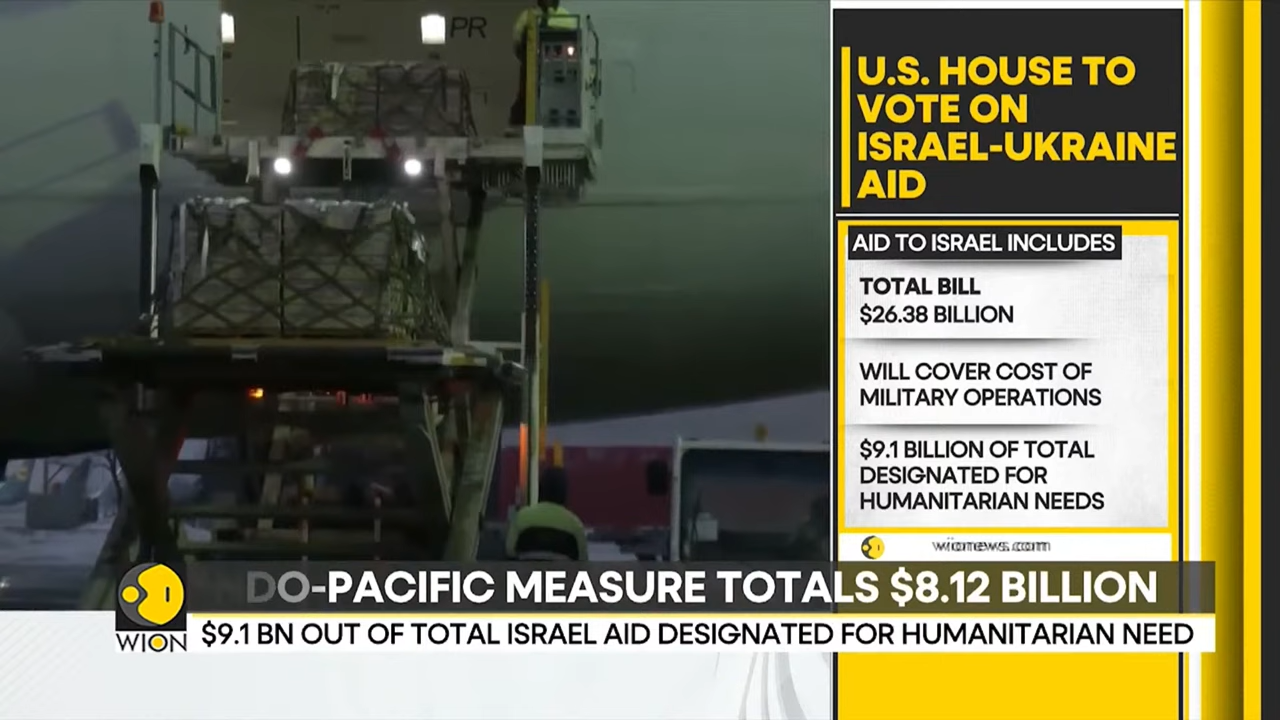 PR
U.S. HOUSE TO
VOTE ON
ISRAEL-UKRAINE
AID
AID TO ISRAEL INCLUDES
TOTAL BILL
$26.38 BILLION
WILL COVER COST OF
MILITARY OPERATIONS
$9.1 BILLION OF TOTAL
DESIGNATED FOR
HUMANITARIAN NEEDS
wionews.com
DO-PACIFIC MEASURE TOTALS $8.12 BILLION
WION
$9.1 BN OUT OF TOTAL ISRAEL AID DESIGNATED FOR HUMANITARIAN NEED